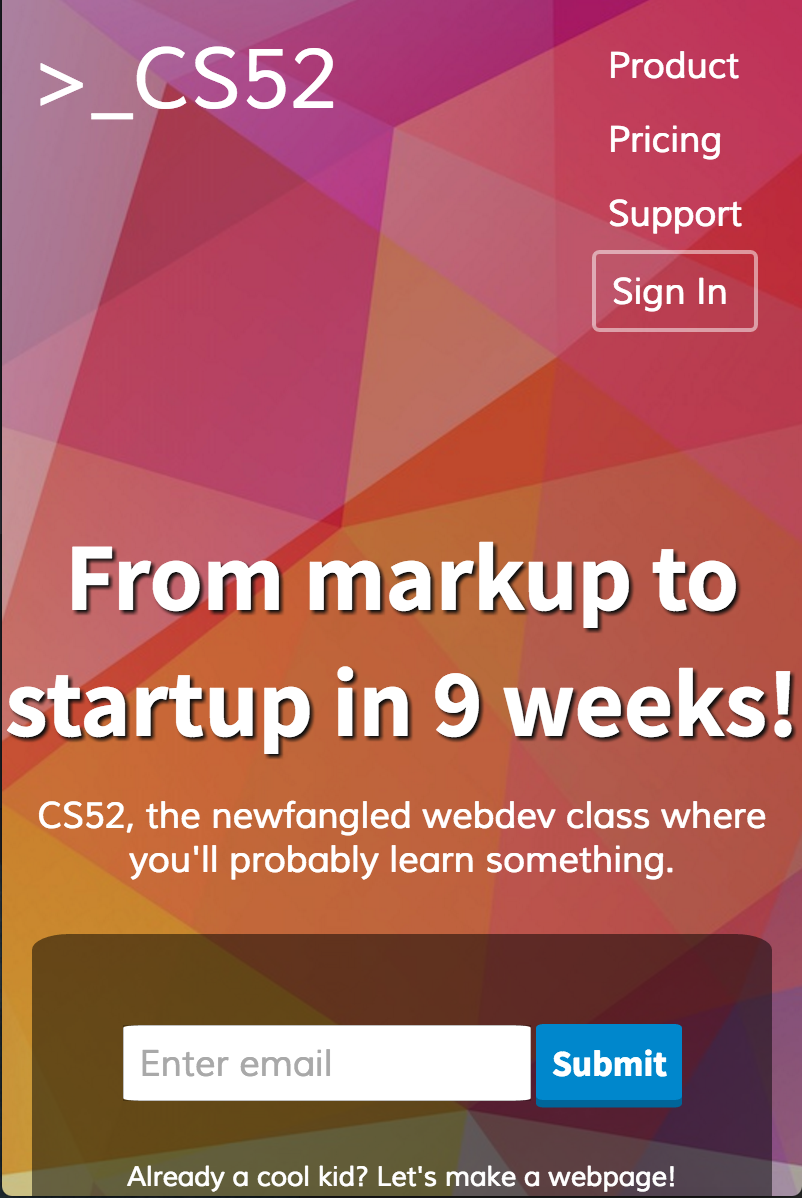 >_CS52
Product
Pricing
Support
Sign In
From markup to
startup in 9 weeks!
CS52, the newfangled webdev class where
you'll probably learn something.
Enter email
Submit
Already a cool kid? Let's make a webpage!